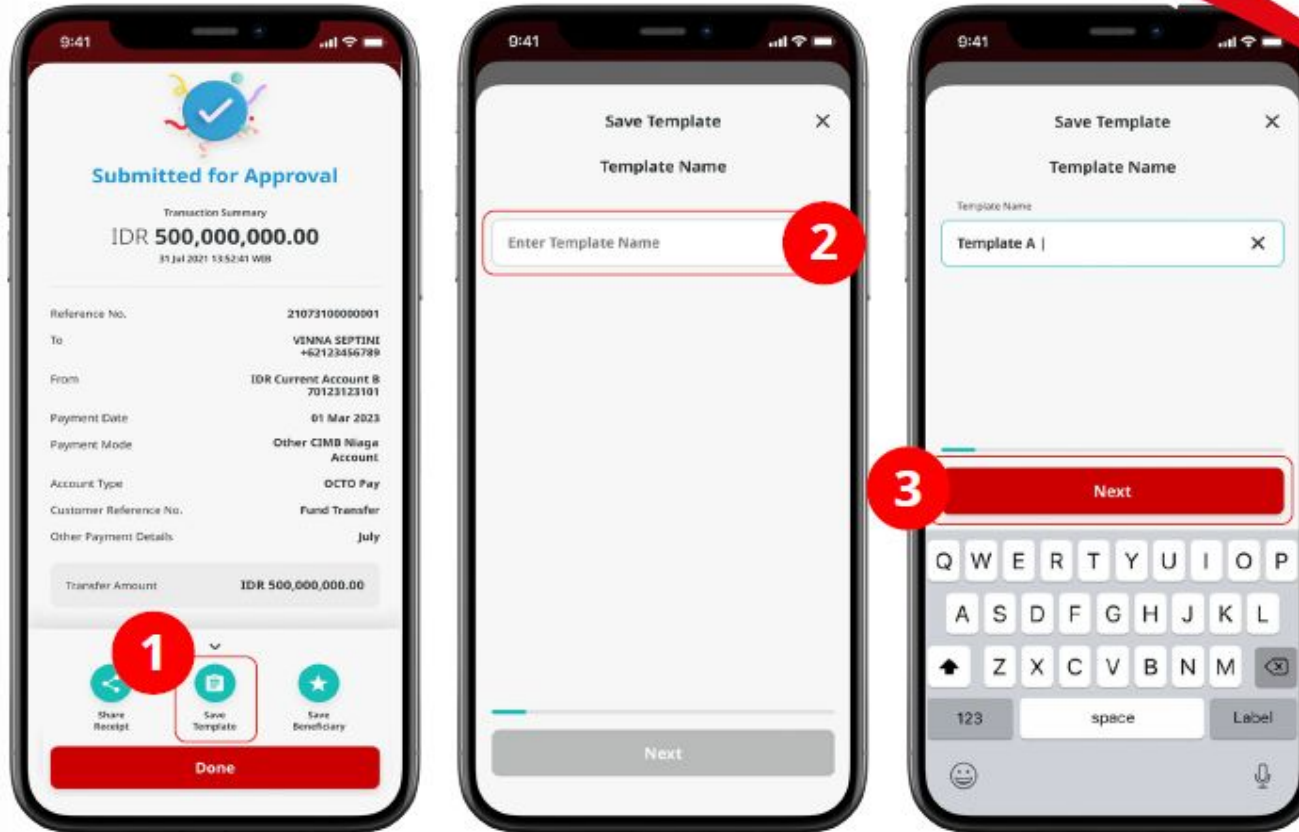 9:41
Submitted for Approval
Transaction Summary
IDR 500,000,000.00
31 Jul 2021 13:52:41 WIB
Reference No. 21073100000001
To VINNA SEPTINI
+62123456789
From IDR Current Account B
70123123101
Payment Date 01 Mar 2023
Payment Mode Other CIMB Niaga
Account
Account Type OCTO Pay
Customer Reference No. Fund Transfer
Other Payment Details July
Transfer Amount IDR 500,000,000.00
1
Share
Receipt
Save
Template
Save
Beneficiary
Done
9:41
Save Template
Template Name
Enter Template Name
2
Next
9:41
Save Template
Template Name
Template Name
Template A
3
Next
Q W E R T Y U I O P
A S D F G H J K L
Z X C V B N M
123 space Label